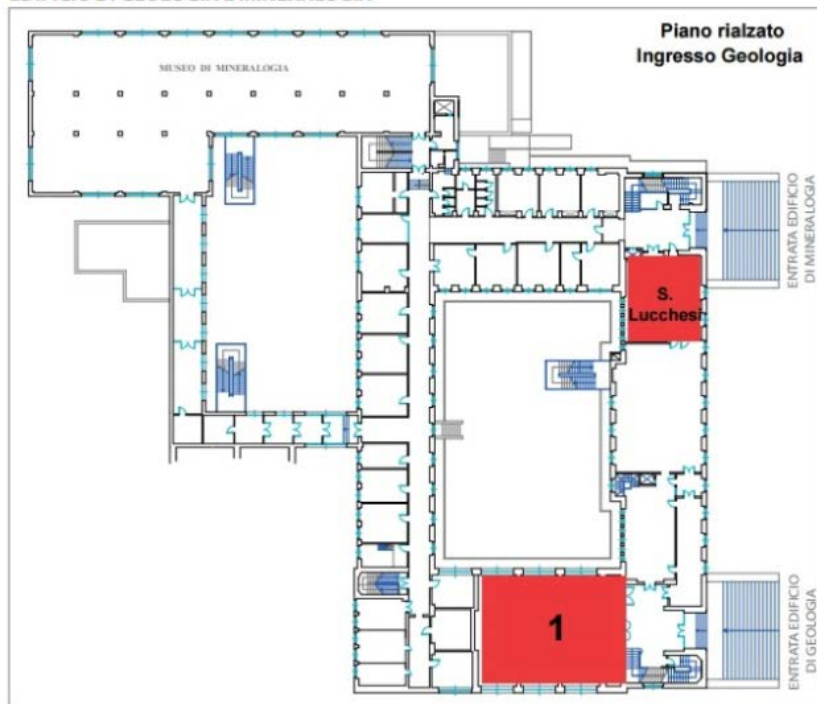 Piano rialzato
Ingresso Geologia
MUSEO DI MINERALOGIA
ENTRATA EDIFICIO
DI MINERALOGIA
S.
Lucchesi
1
ENTRATA EDIFICIO
DI GEOLOGIA